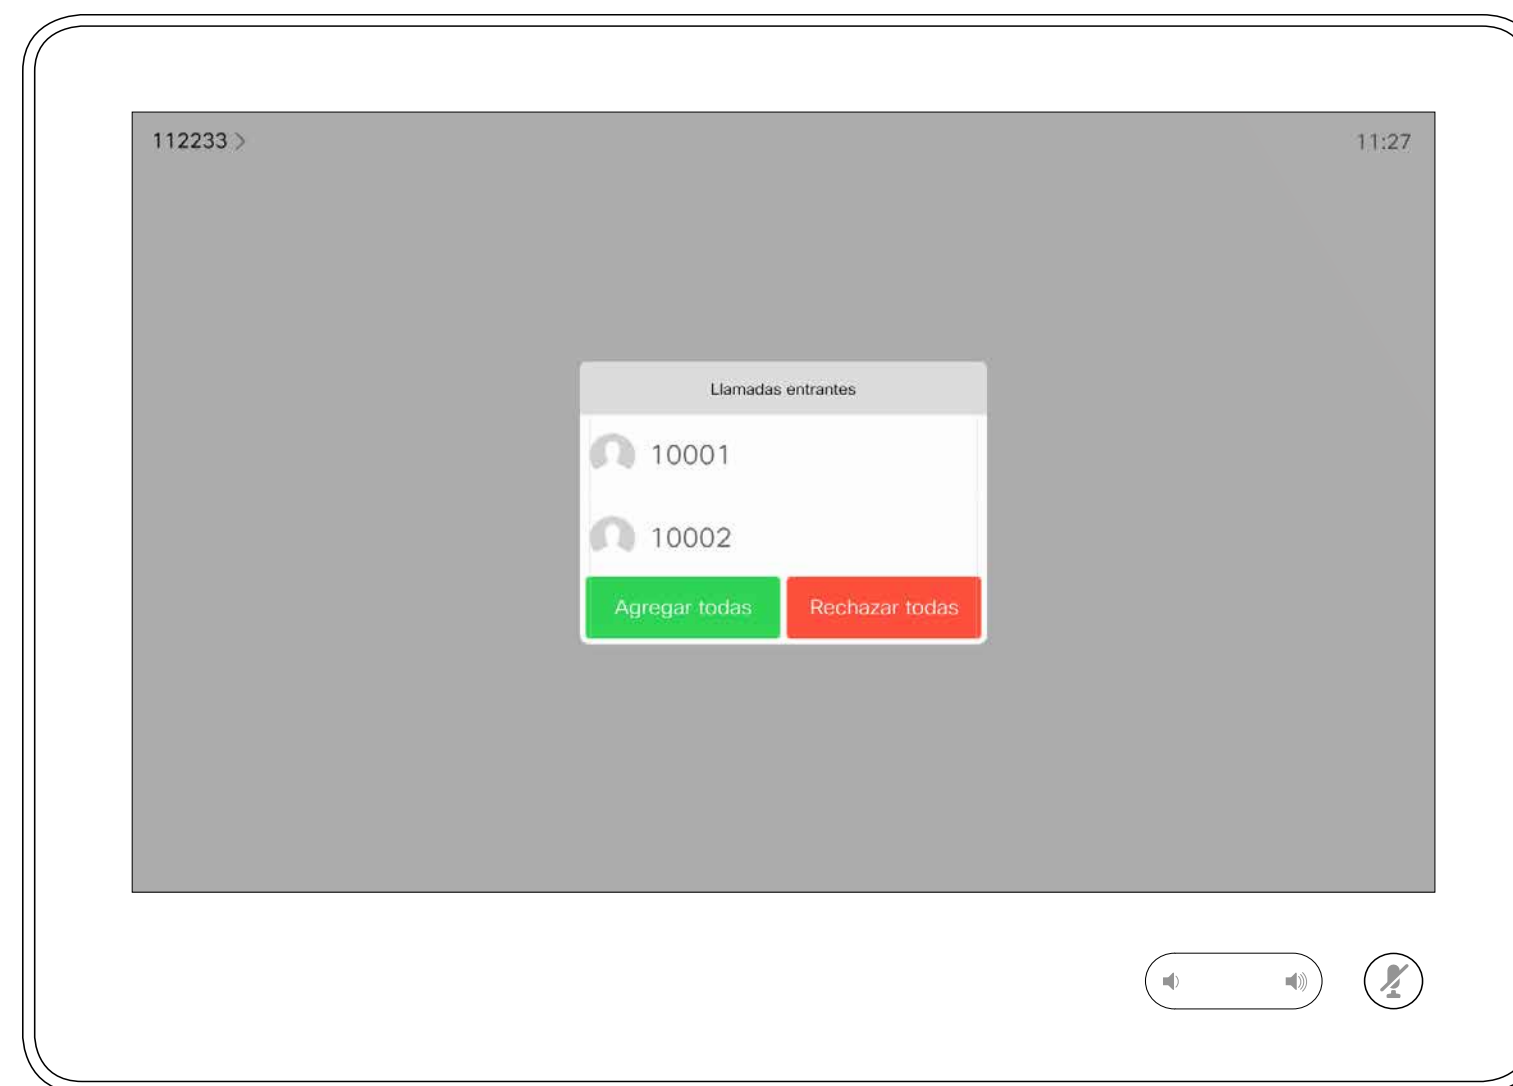 112233 >
11:27
Llamadas entrantes
10001
10002
Agregar todas
Rechazar todas